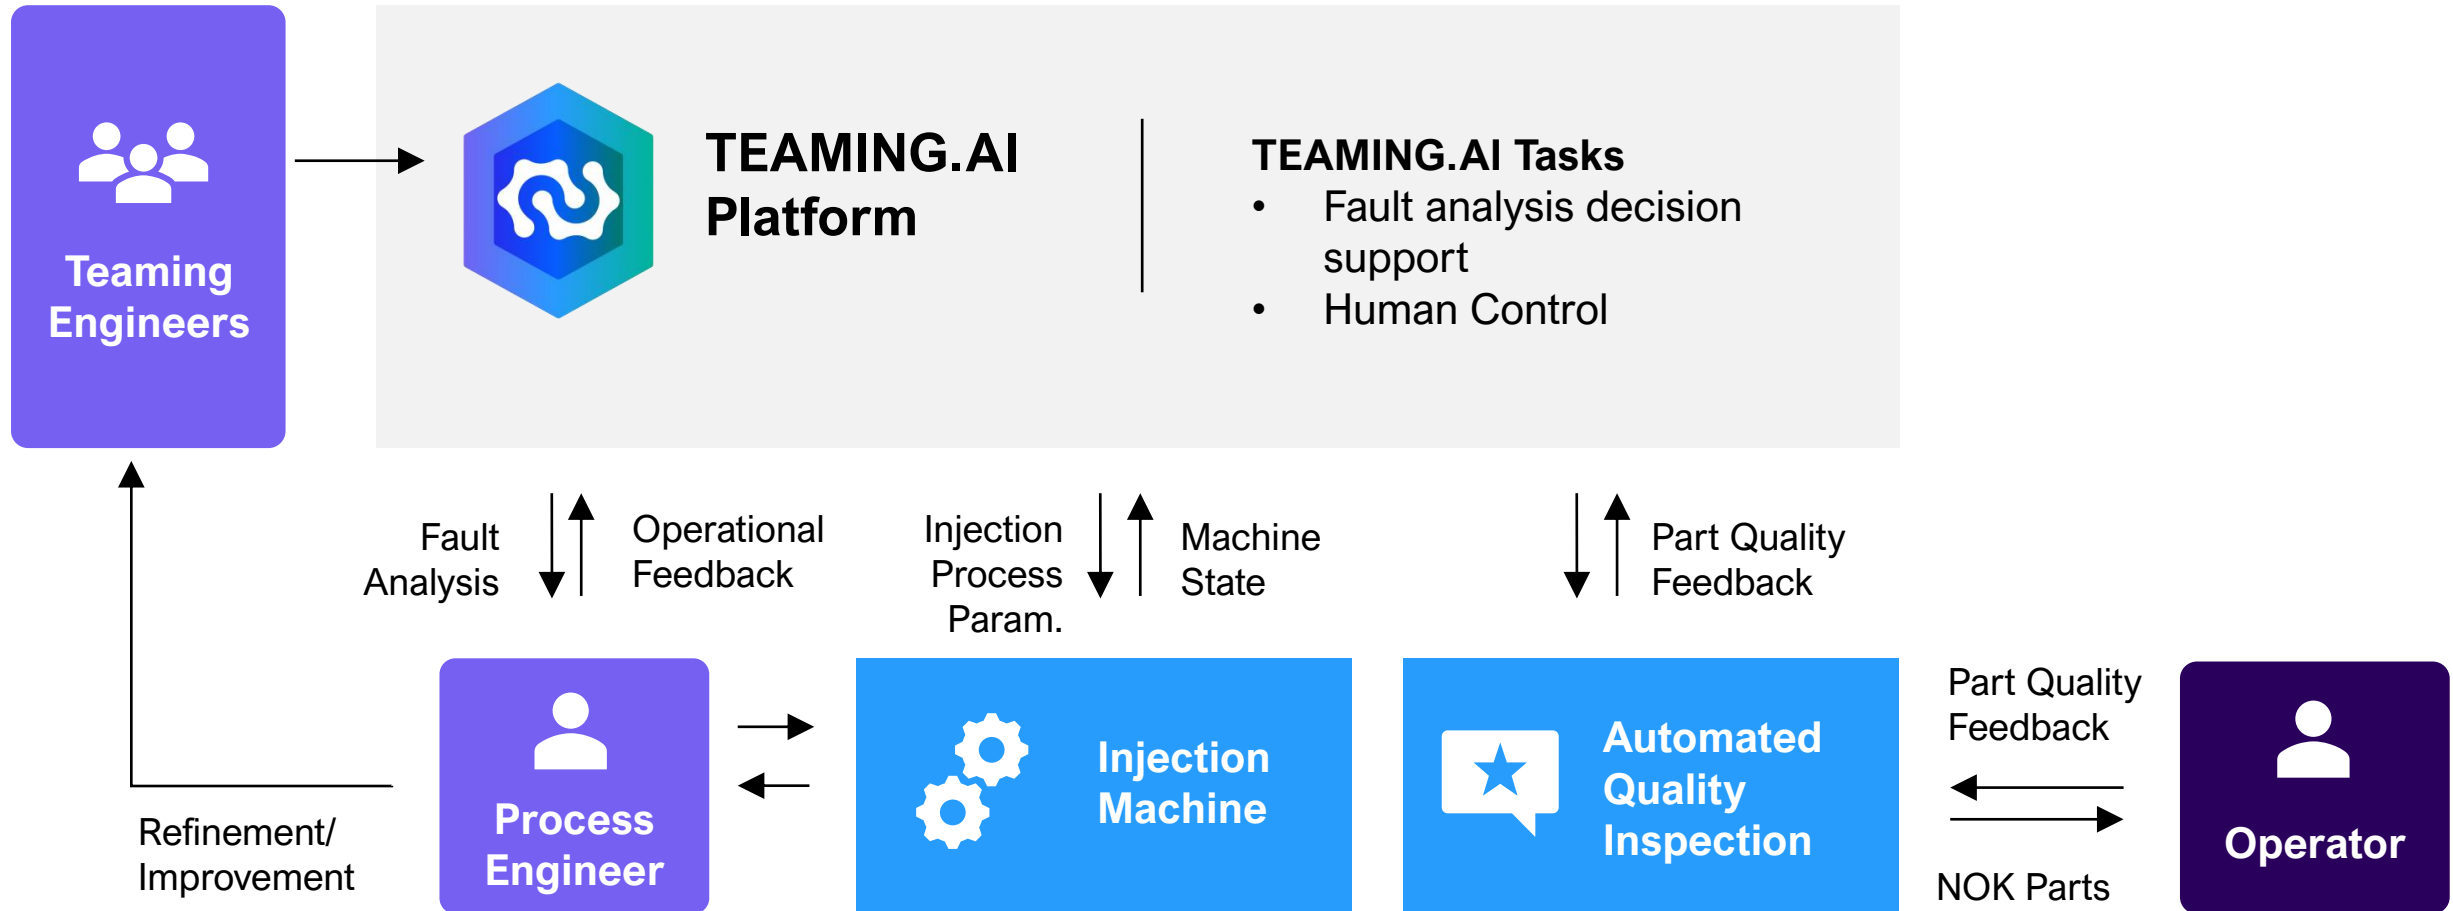 Teaming
Engineers
TEAMING.AI
Platform
TEAMING.AI Tasks
• Fault analysis decision
support
• Human Control
Fault
Analysis
Operational
Feedback
Injection
Process
Param.
Machine
State
Part Quality
Feedback
Refinement/
Improvement
Process
Engineer
Injection
Machine
Automated
Quality
Inspection
Part Quality
Feedback
NOK Parts
Operator